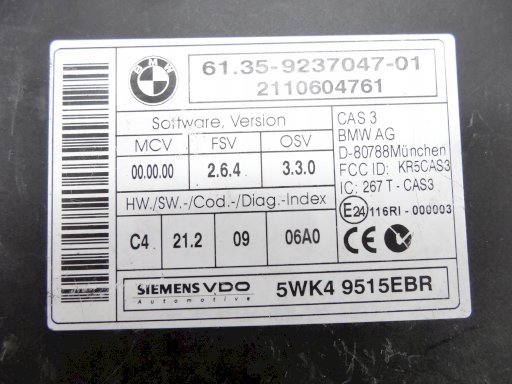 BMW
61.35-9237047-01
2110604761
Software, Version
MCV FSV OSV
00.00.00 2.6.4 3.3.0
HW./SW.-/Cod.-/Diag.-Index
C4 21.2 09 06A0
CAS 3
BMW AG
D-80788München
FCC ID: KR5CAS3
IC: 267 T - CAS3
E24 116RI - 000003
CE
SIEMENS VDO
Automotive
5WK4 9515EBR